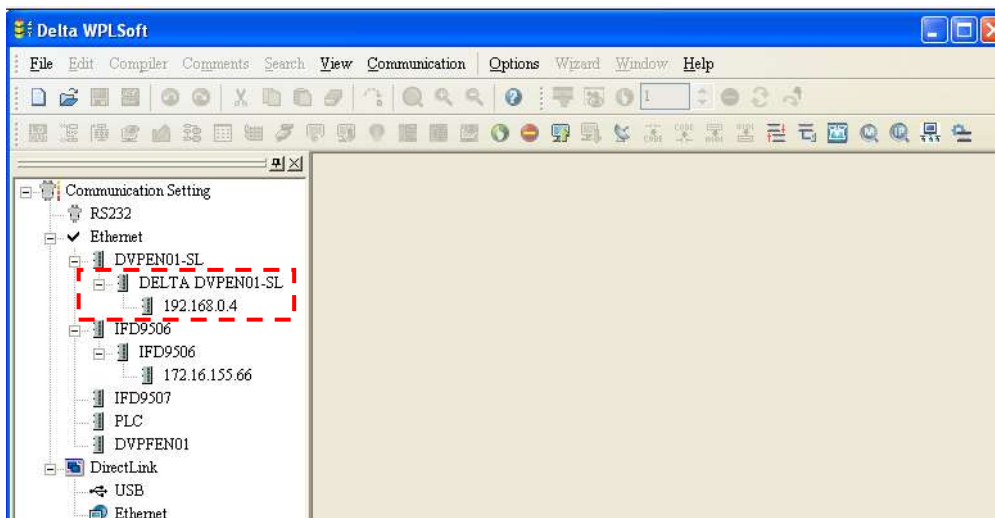 Delta WPLSoft
File Edit Compiler Comments Search View Communication Options Wizard Window Help
1
Communication Setting
RS232
Ethernet
DVPEN01-SL
DELTA DVPEN01-SL
192.168.0.4
IFD9506
IFD9506
172.16.155.66
IFD9507
PLC
DVPFEN01
DirectLink
USB
Ethernet